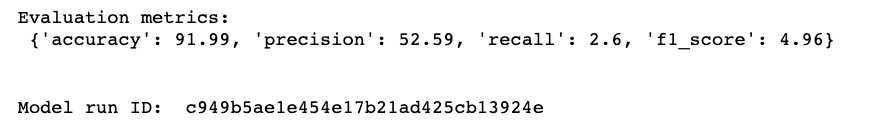 Evaluation metrics:
{'accuracy': 91.99, 'precision': 52.59, 'recall': 2.6, 'f1_score': 4.96}
Model run ID:  c949b5ae1e454e17b21ad425cb13924e